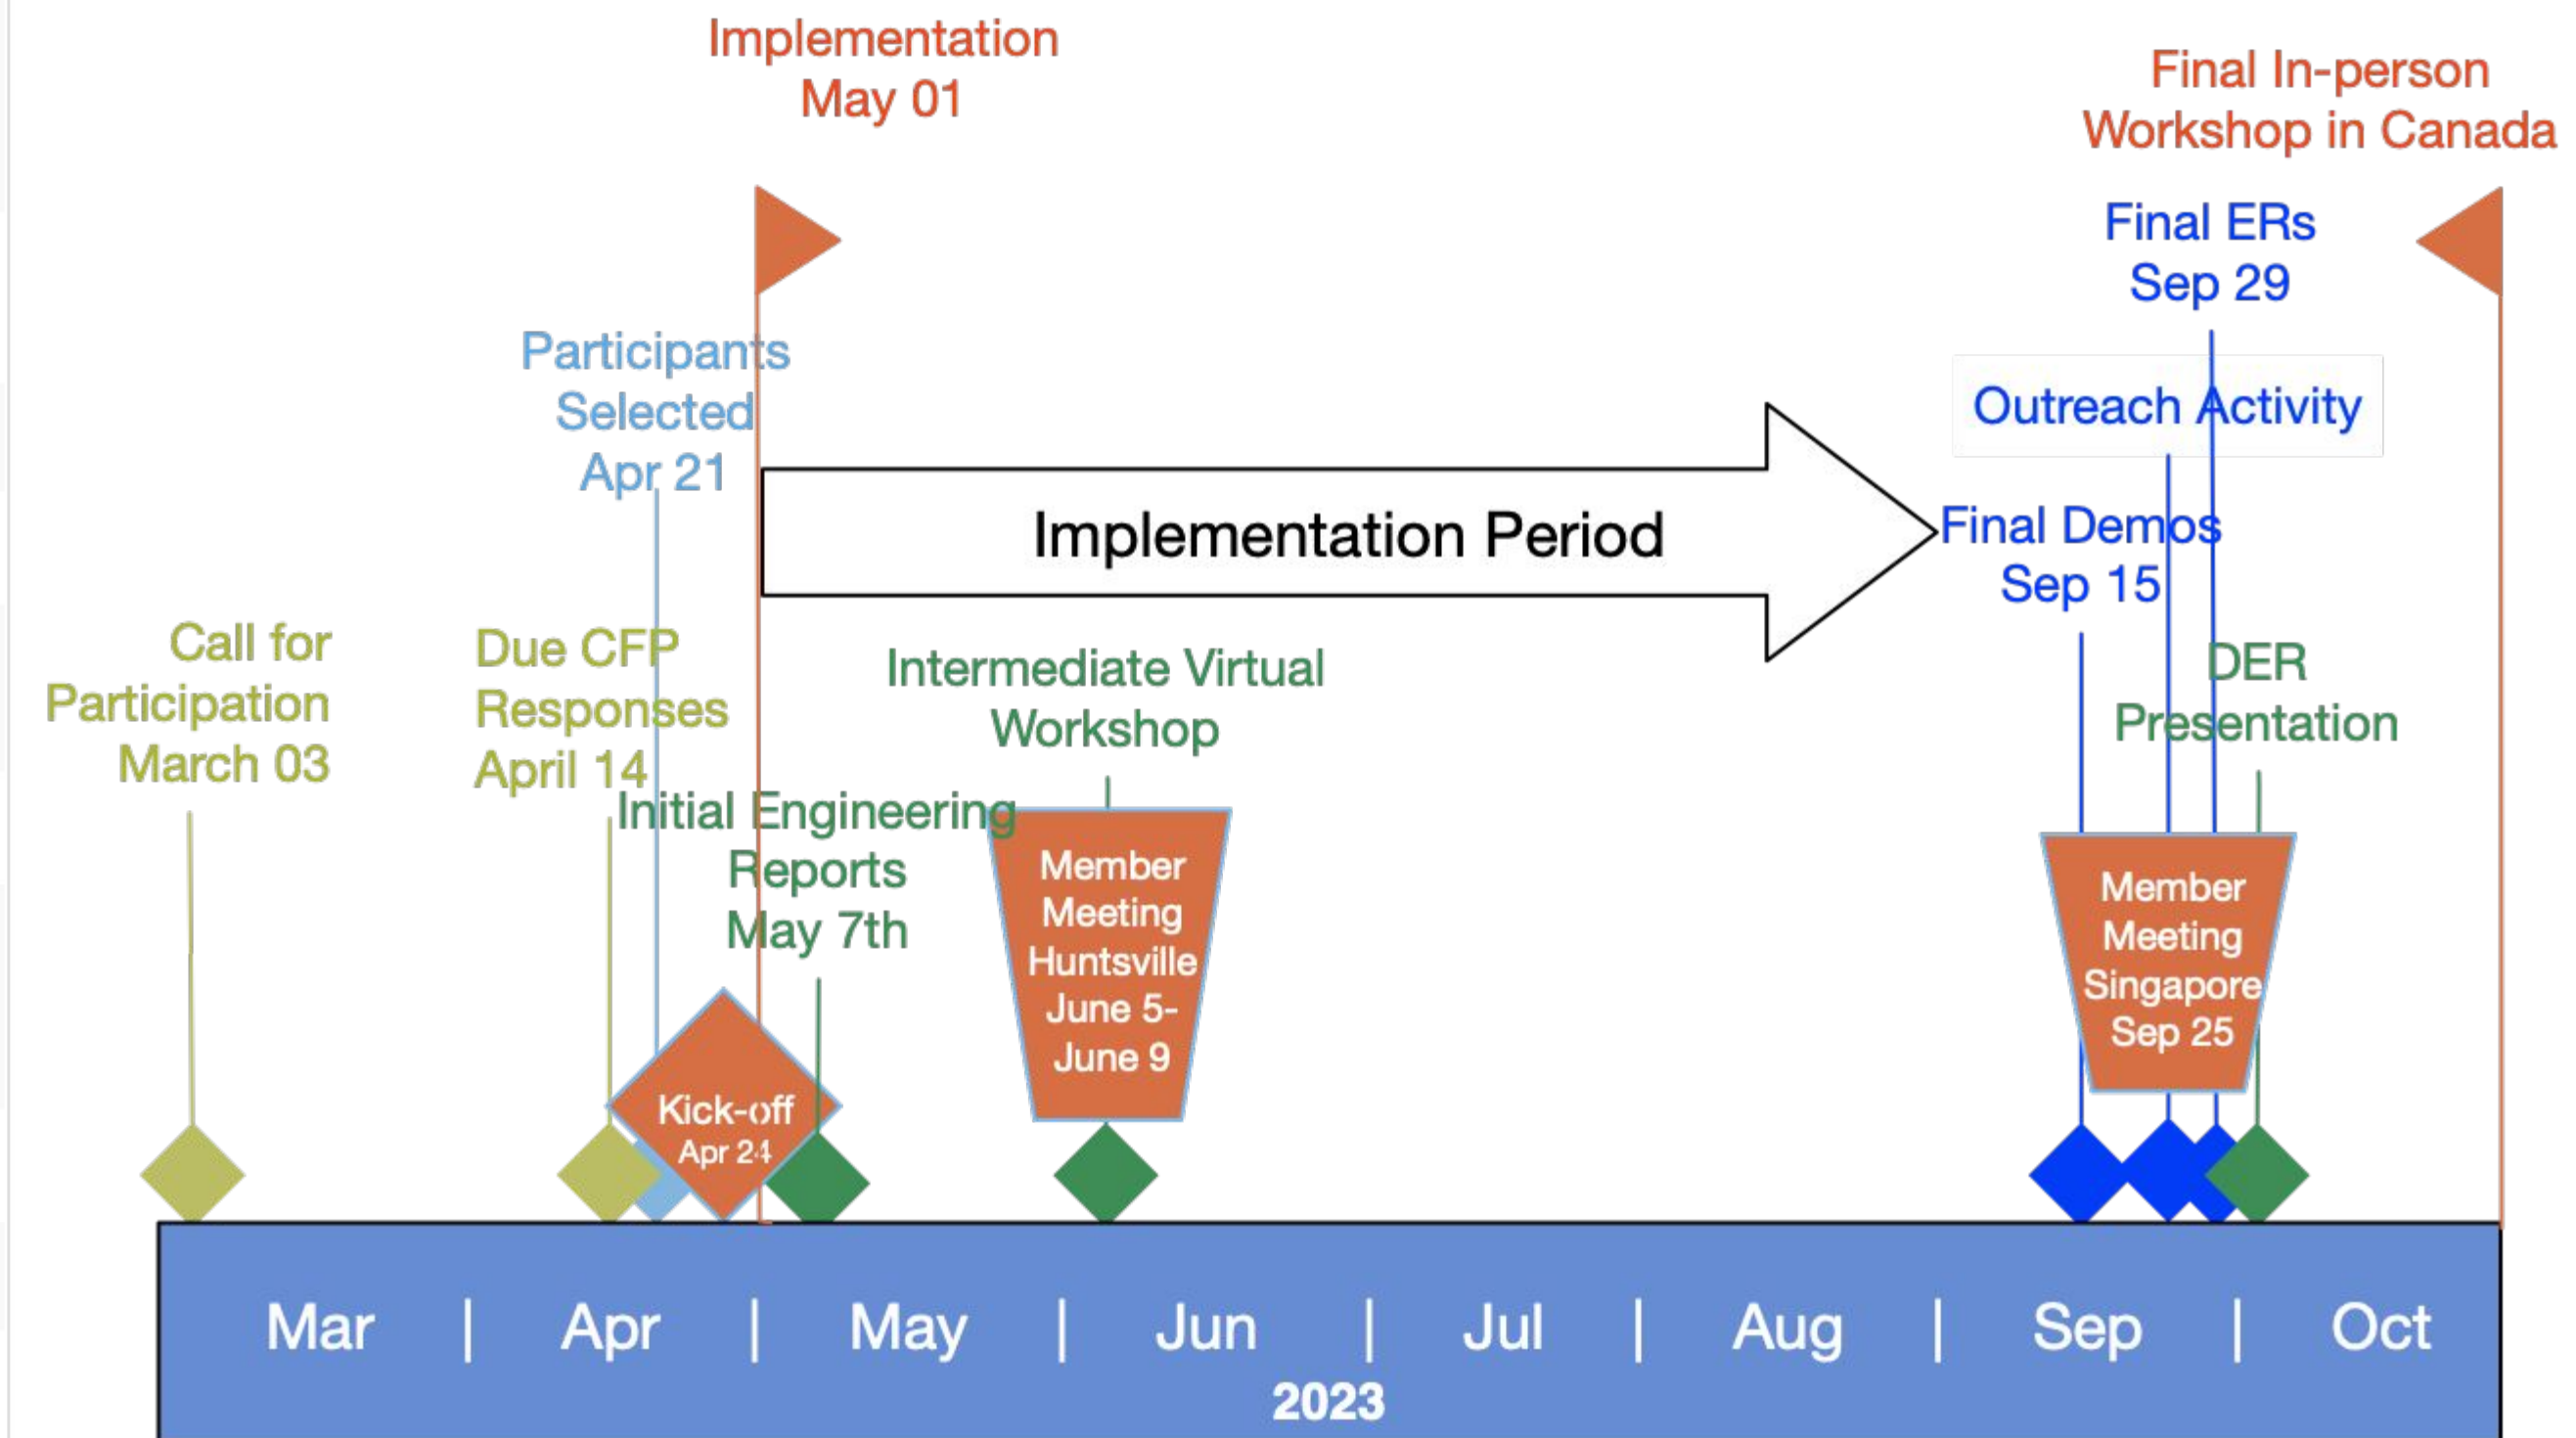 Implementation
May 01
Final In-person
Workshop in Canada
Final ERs
Sep 29
Participants
Selected
Apr 21
Outreach Activity
Implementation Period
Final Demos
Sep 15
Call for
Participation
March 03
Due CFP
Responses
April 14
Intermediate Virtual
Workshop
DER
Presentation
Initial Engineering
Reports
May 7th
Member
Meeting
Huntsville
June 5-
June 9
Member
Meeting
Singapore
Sep 25
Kick-off
Apr 24
Mar | Apr | May | Jun | Jul | Aug | Sep | Oct
2023